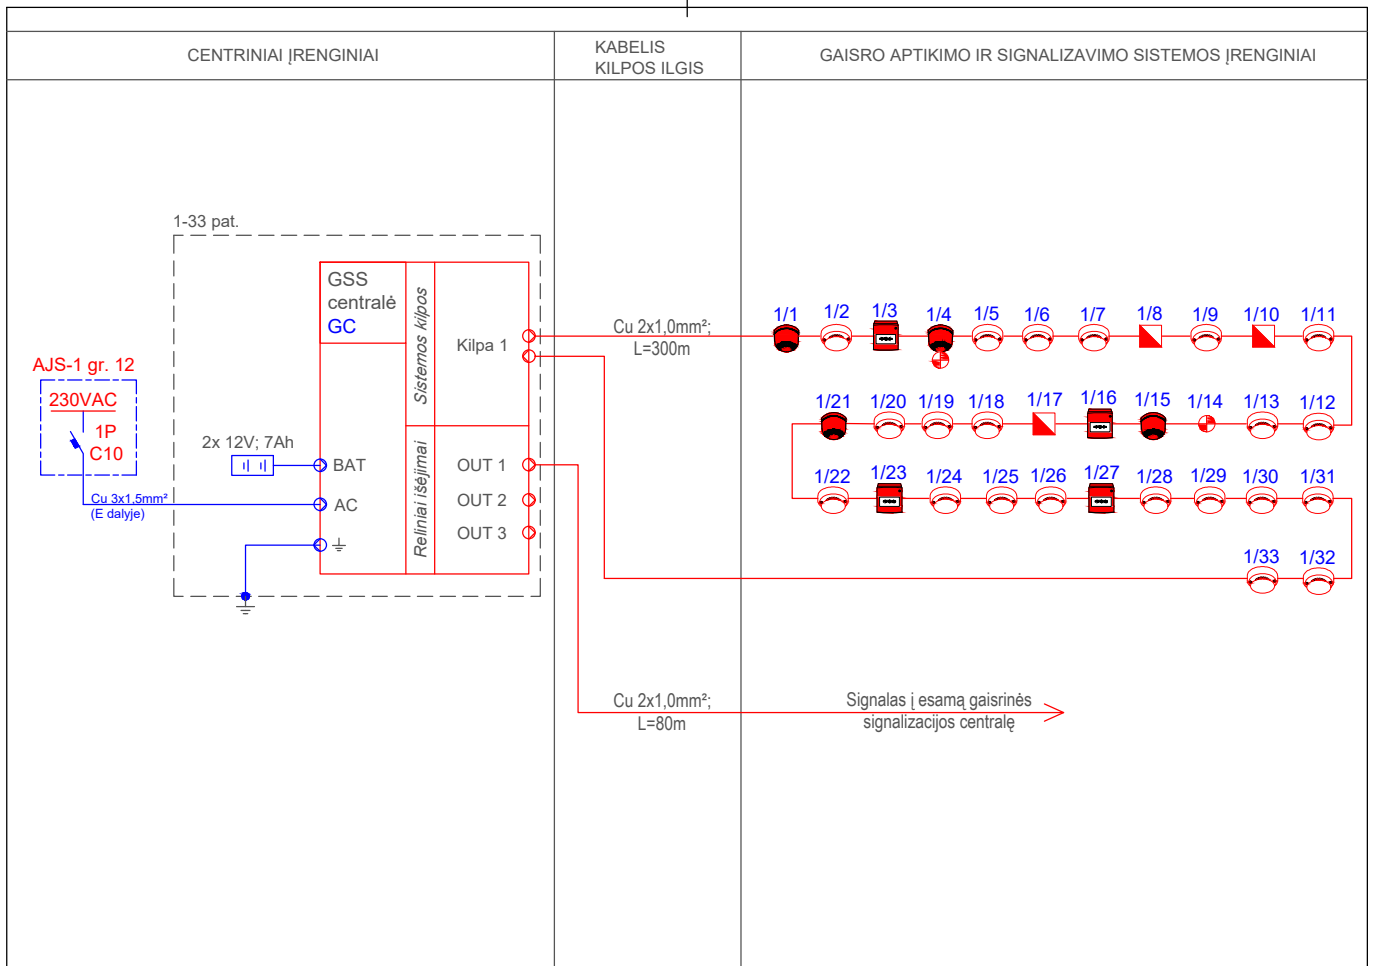 CENTRINIAI ĮRENGINIAI
KABELIS
KILPOS ILGIS
GAISRO APTIKIMO IR SIGNALIZAVIMO SISTEMOS ĮRENGINIAI
1-33 pat.
GSS
centralė
GC
Sistemos kilpos
Kilpa 1
Cu 2x1,0mm²;
L=300m
1/1 1/2 1/3 1/4 1/5 1/6 1/7 1/8 1/9 1/10 1/11
AJS-1 gr. 12
230VAC
1P
C10
1/21 1/20 1/19 1/18 1/17 1/16 1/15 1/14 1/13 1/12
2x 12V; 7Ah
BAT
AC
Cu 3x1,5mm²
(E dalyje)
Reliniai išėjimai
OUT 1
OUT 2
OUT 3
1/22 1/23 1/24 1/25 1/26 1/27 1/28 1/29 1/30 1/31
1/33 1/32
Cu 2x1,0mm²;
L=80m
Signalas į esamą gaisrinės
signalizacijos centralę